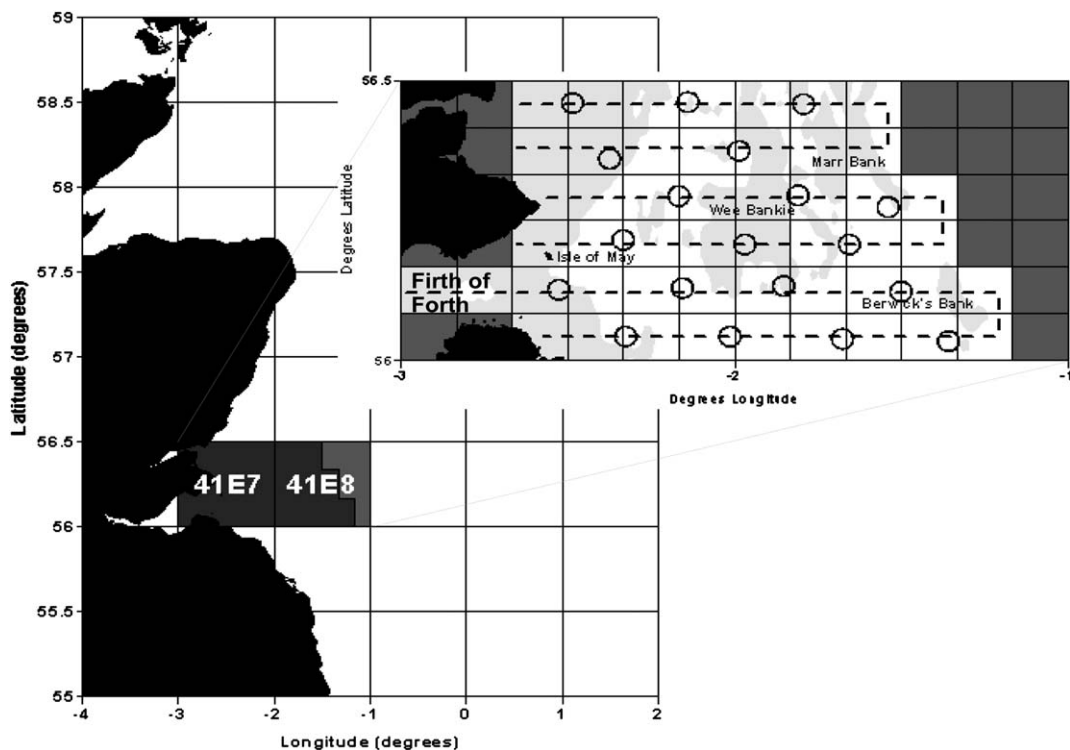 59
58.5
58
57.5
57
56.5
56
55.5
55
Latitude (degrees)
-4
-3
-2
-1
0
1
2
Longitude (degrees)
41E7
41E8
56.5
56
Degrees Latitude
Marr Bank
Wee Bankie
Isle of May
Firth of
Forth
Berwick's Bank
-3
-2
-1
Degrees Longitude